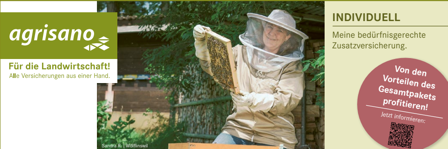 agrisano
Für die Landwirtschaft!
Alle Versicherungen aus einer Hand.
INDIVIDUELL
Meine bedürfnisgerechte
Zusatzversicherung.
Von den
Vorteilen des
Gesamtpakets
profitieren!
Jetzt informieren: